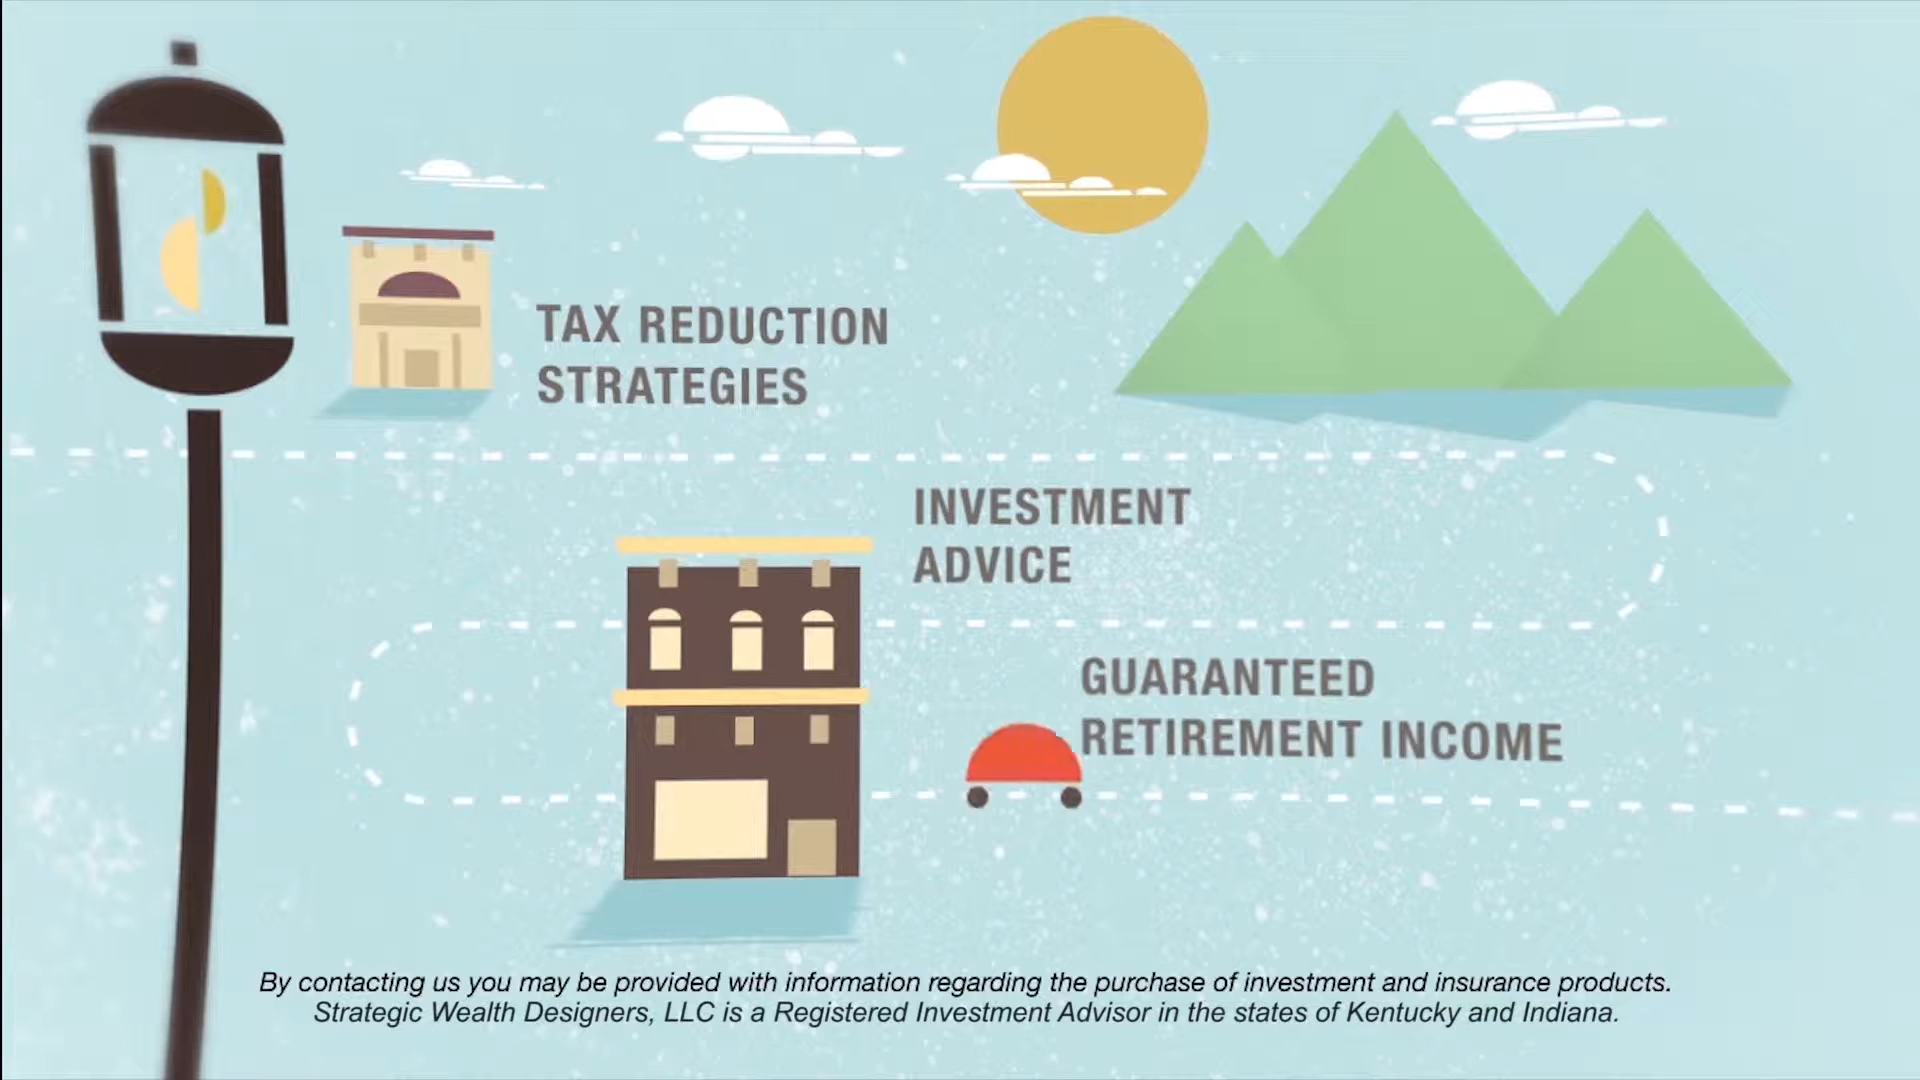 TAX REDUCTION
STRATEGIES
INVESTMENT
ADVICE
GUARANTEED
RETIREMENT INCOME
By contacting us you may be provided with information regarding the purchase of investment and insurance products.
Strategic Wealth Designers, LLC is a Registered Investment Advisor in the states of Kentucky and Indiana.